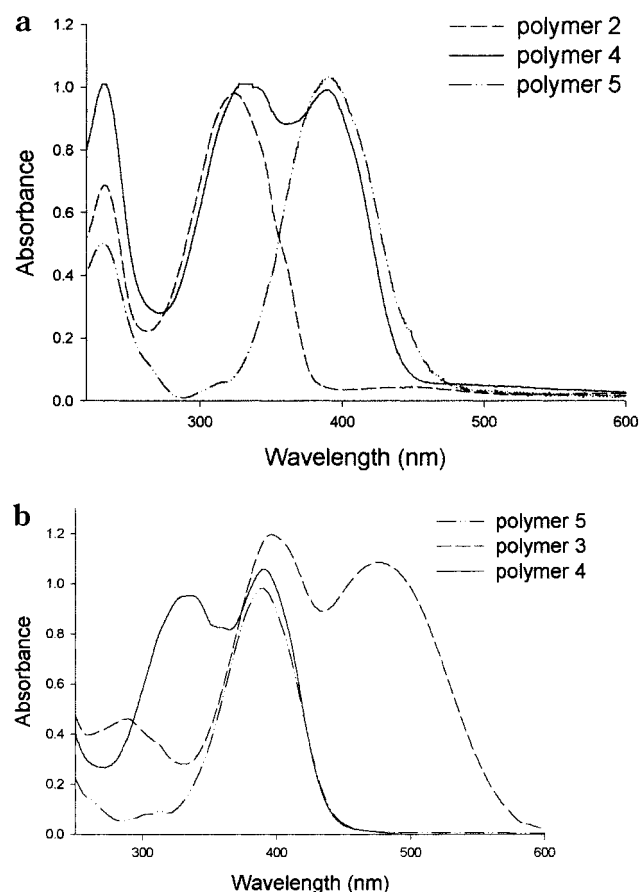 a
polymer 2
polymer 4
polymer 5
Absorbance
1.2
1.0
0.8
0.6
0.4
0.2
0.0
300 400 500 600
Wavelength (nm)
b
polymer 5
polymer 3
polymer 4
Absorbance
1.2
1.0
0.8
0.6
0.4
0.2
0.0
300 400 500 600
Wavelength (nm)